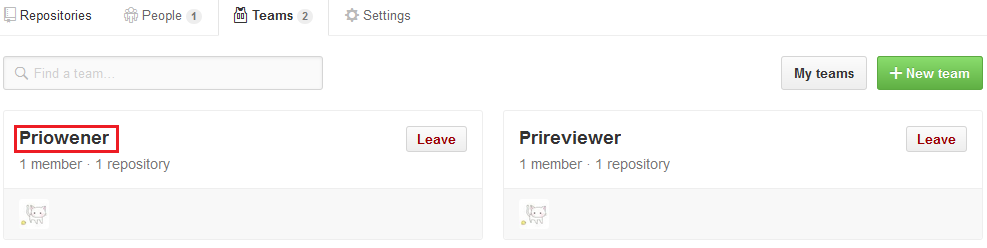 Repositories People 1 Teams 2 Settings
Find a team... My teams + New team
Priowener Leave Prireviewer Leave
1 member · 1 repository 1 member · 1 repository